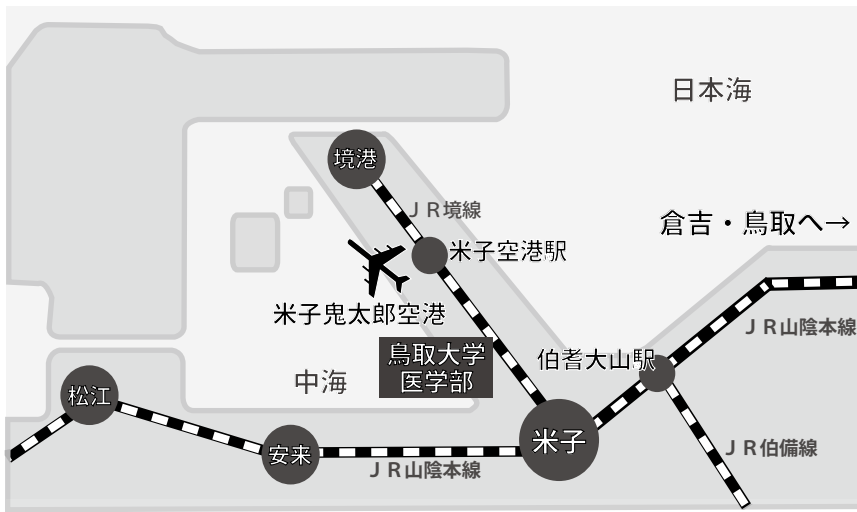 日本海
境港
ＪＲ境線
倉吉・鳥取へ→
米子空港駅
米子鬼太郎空港
ＪＲ山陰本線
鳥取大学
医学部
伯耆大山駅
中海
松江
米子
安来
ＪＲ伯備線
ＪＲ山陰本線